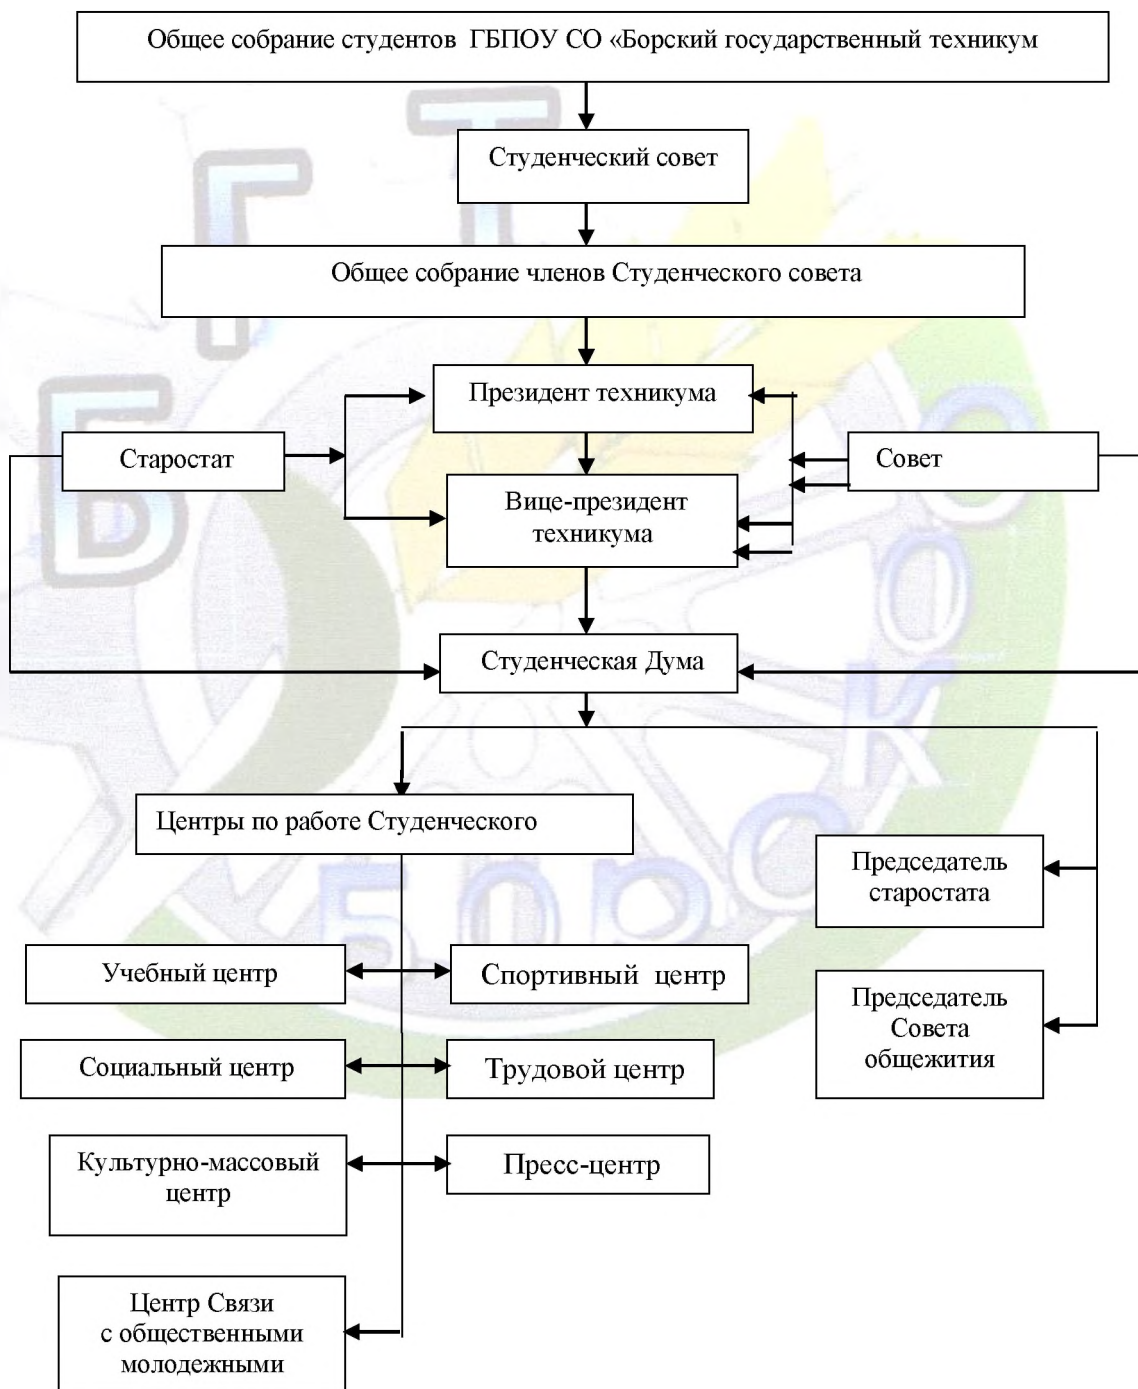 Общее собрание студентов ГБПОУ СО «Борский государственный техникум
Студенческий совет
Общее собрание членов Студенческого совета
Президент техникума
Старостат
Совет
Вице-президент
техникума
Студенческая Дума
Центры по работе Студенческого
Председатель
старостата
Учебный центр
Спортивный центр
Председатель
Совета
общежития
Социальный центр
Трудовой центр
Культурно-массовый
центр
Пресс-центр
Центр Связи
с общественными
молодежными
Б Г Т
БОРСКОЕ